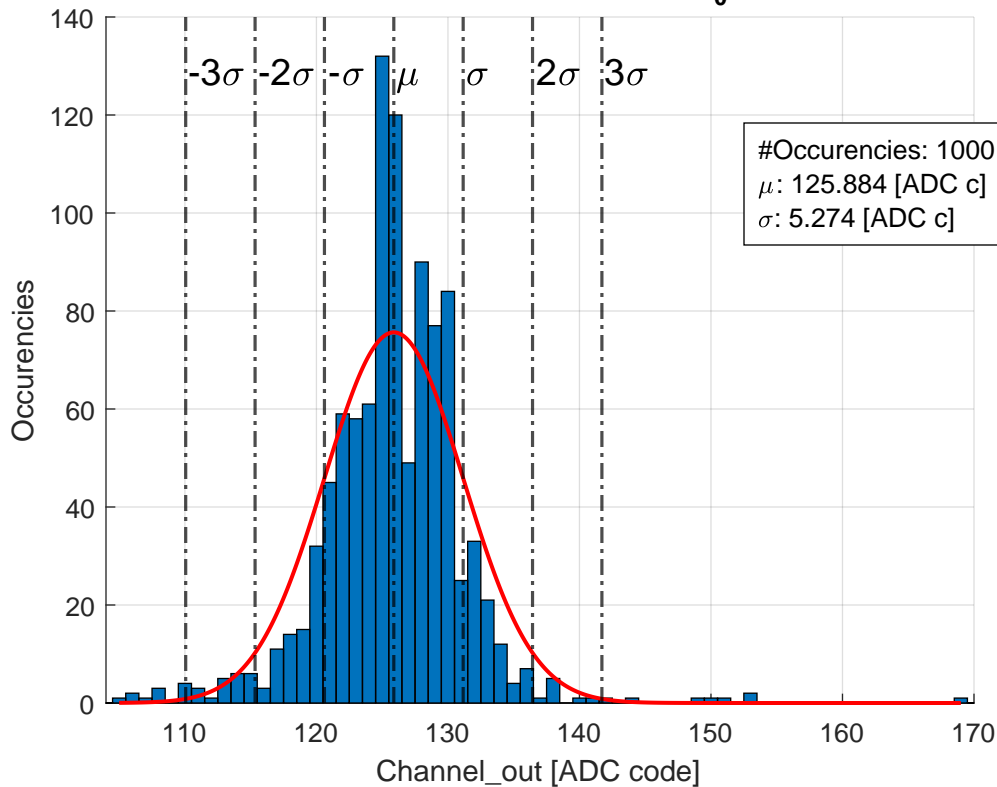 0
140
120
100
80
60
40
20
0
Occurencies
-3σ -2σ -σ μ σ 2σ 3σ
#Occurencies: 1000
μ: 125.884 [ADC c]
σ: 5.274 [ADC c]
110 120 130 140 150 160 170
Channel_out [ADC code]